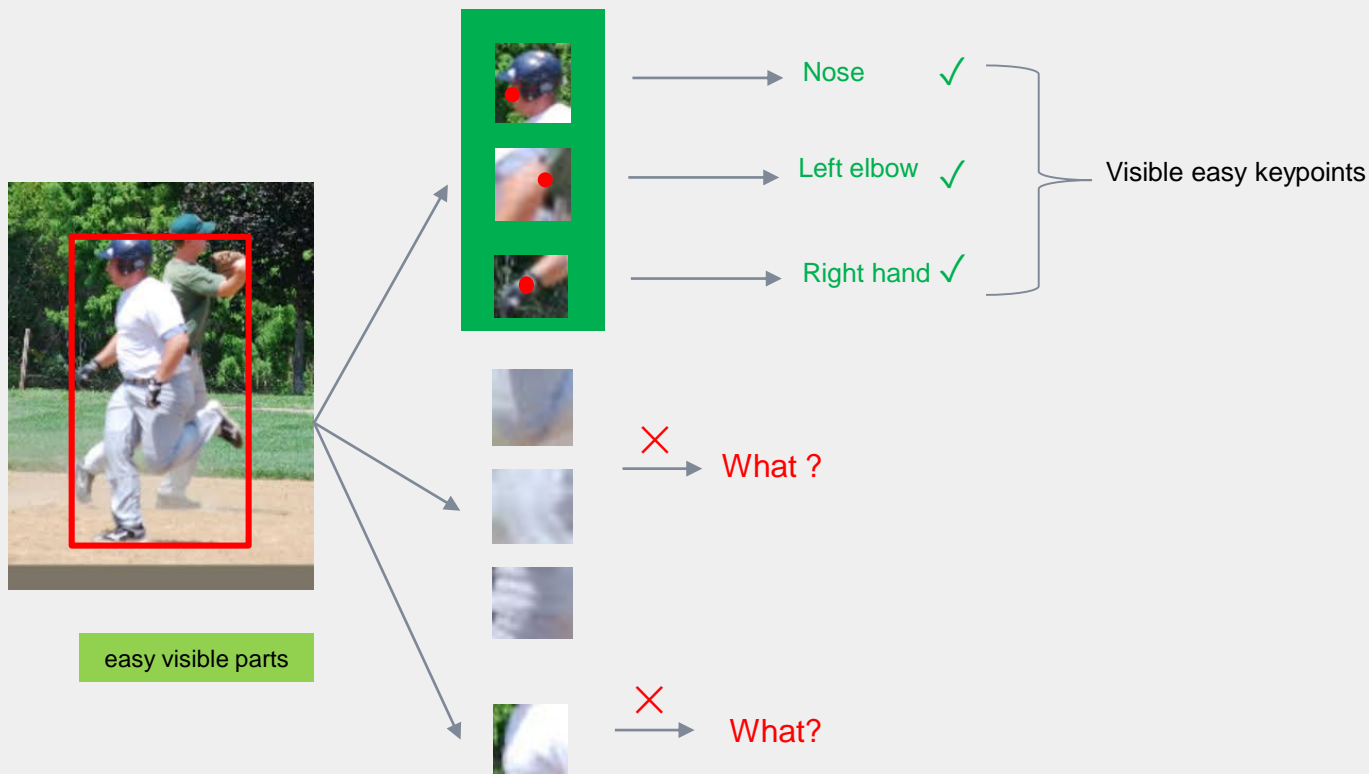 Nose ✓
Left elbow ✓
Right hand ✓
Visible easy keypoints
What ?
What?
easy visible parts